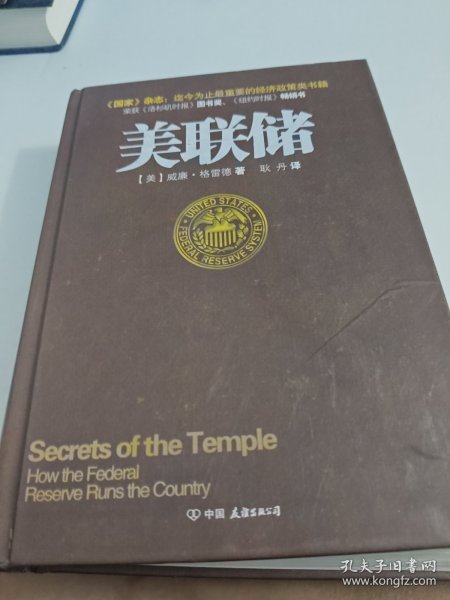 《国家》杂志：迄今为止最重要的经济政策类书籍
荣获《洛杉矶时报》图书奖、《纽约时报》畅销书
美联储
【美】威廉·格雷德 著 耿丹 译
UNITED STATES
FEDERAL RESERVE SYSTEM
Secrets of the Temple
How the Federal
Reserve Runs the Country
中国友谊出版公司
孔夫子旧书网
www.kongfz.com